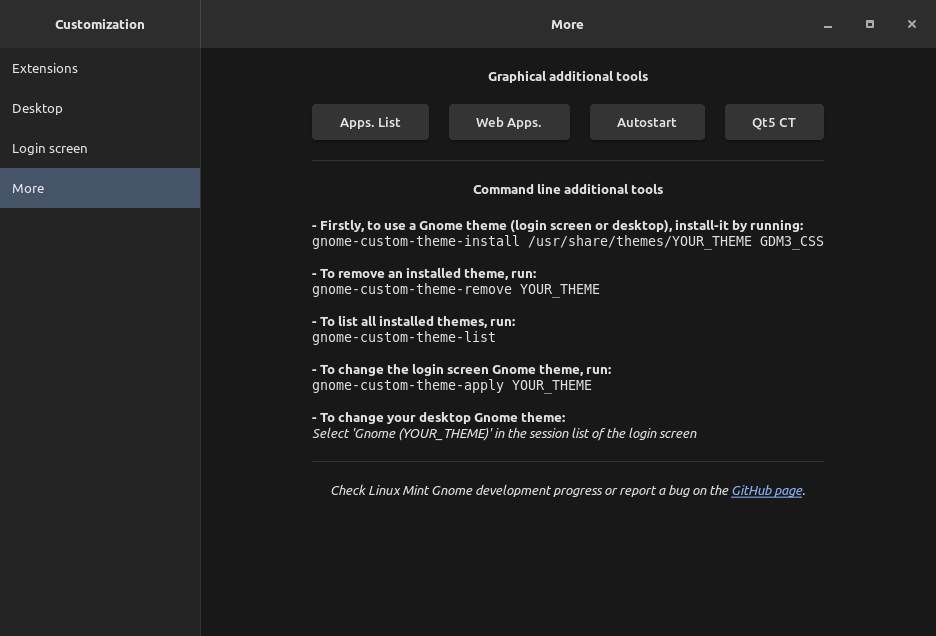 Customization
More
Extensions
Desktop
Login screen
More
Graphical additional tools
Apps. List
Web Apps.
Autostart
Qt5 CT
Command line additional tools
- Firstly, to use a Gnome theme (login screen or desktop), install-it by running:
gnome-custom-theme-install /usr/share/themes/YOUR_THEME GDM3_CSS
- To remove an installed theme, run:
gnome-custom-theme-remove YOUR_THEME
- To list all installed themes, run:
gnome-custom-theme-list
- To change the login screen Gnome theme, run:
gnome-custom-theme-apply YOUR_THEME
- To change your desktop Gnome theme:
Select 'Gnome (YOUR_THEME)' in the session list of the login screen
Check Linux Mint Gnome development progress or report a bug on the GitHub page.